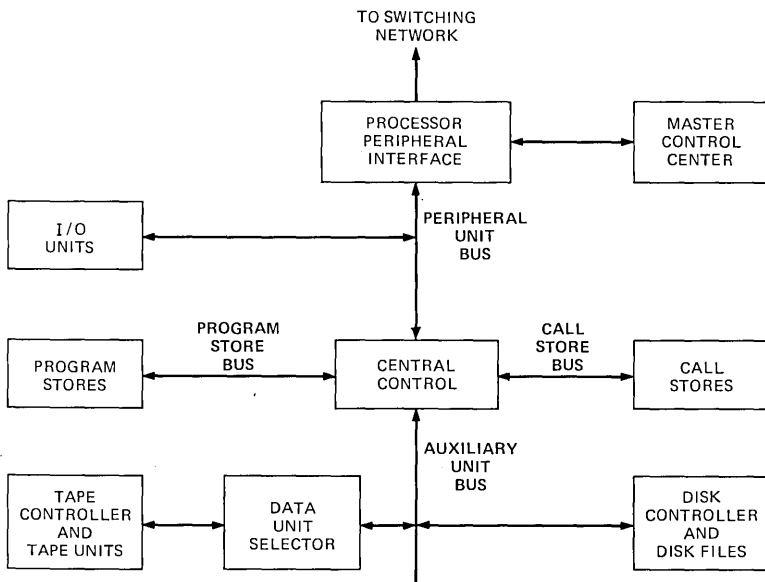 TO SWITCHING
NETWORK
PROCESSOR
PERIPHERAL
INTERFACE
MASTER
CONTROL
CENTER
I/O
UNITS
PERIPHERAL
UNIT
BUS
PROGRAM
STORES
PROGRAM
STORE
BUS
CENTRAL
CONTROL
CALL
STORE
BUS
CALL
STORES
AUXILIARY
UNIT
BUS
TAPE
CONTROLLER
AND
TAPE UNITS
DATA
UNIT
SELECTOR
DISK
CONTROLLER
AND
DISK FILES